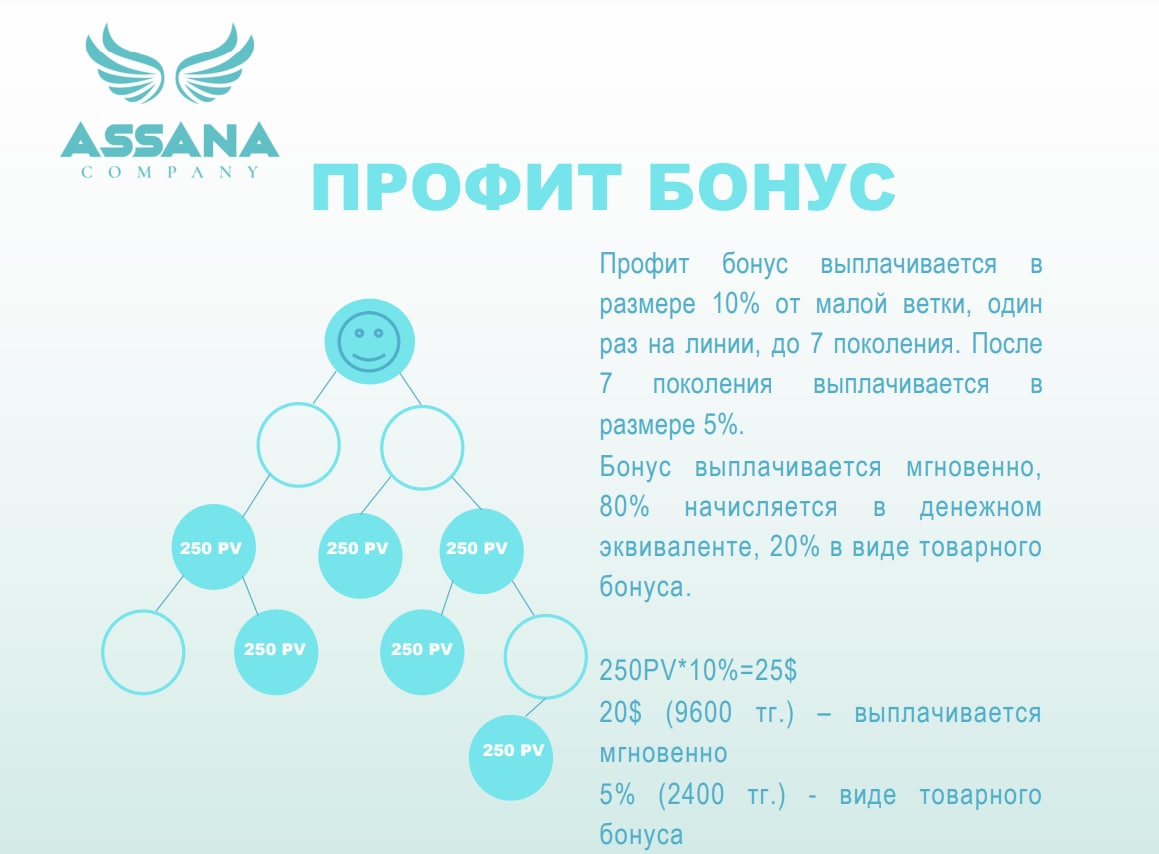 ASSANA
COMPANY
ПРОФИТ БОНУС
Профит бонус выплачивается в
размере 10% от малой ветки, один
раз на линии, до 7 поколения. После
7 поколения выплачивается в
размере 5%.
Бонус выплачивается мгновенно,
80% начисляется в денежном
эквиваленте, 20% в виде товарного
бонуса.
250PV*10%=25$
20$ (9600 тг.) – выплачивается
мгновенно
5% (2400 тг.) - виде товарного
бонуса
250 PV
250 PV
250 PV
250 PV
250 PV
250 PV